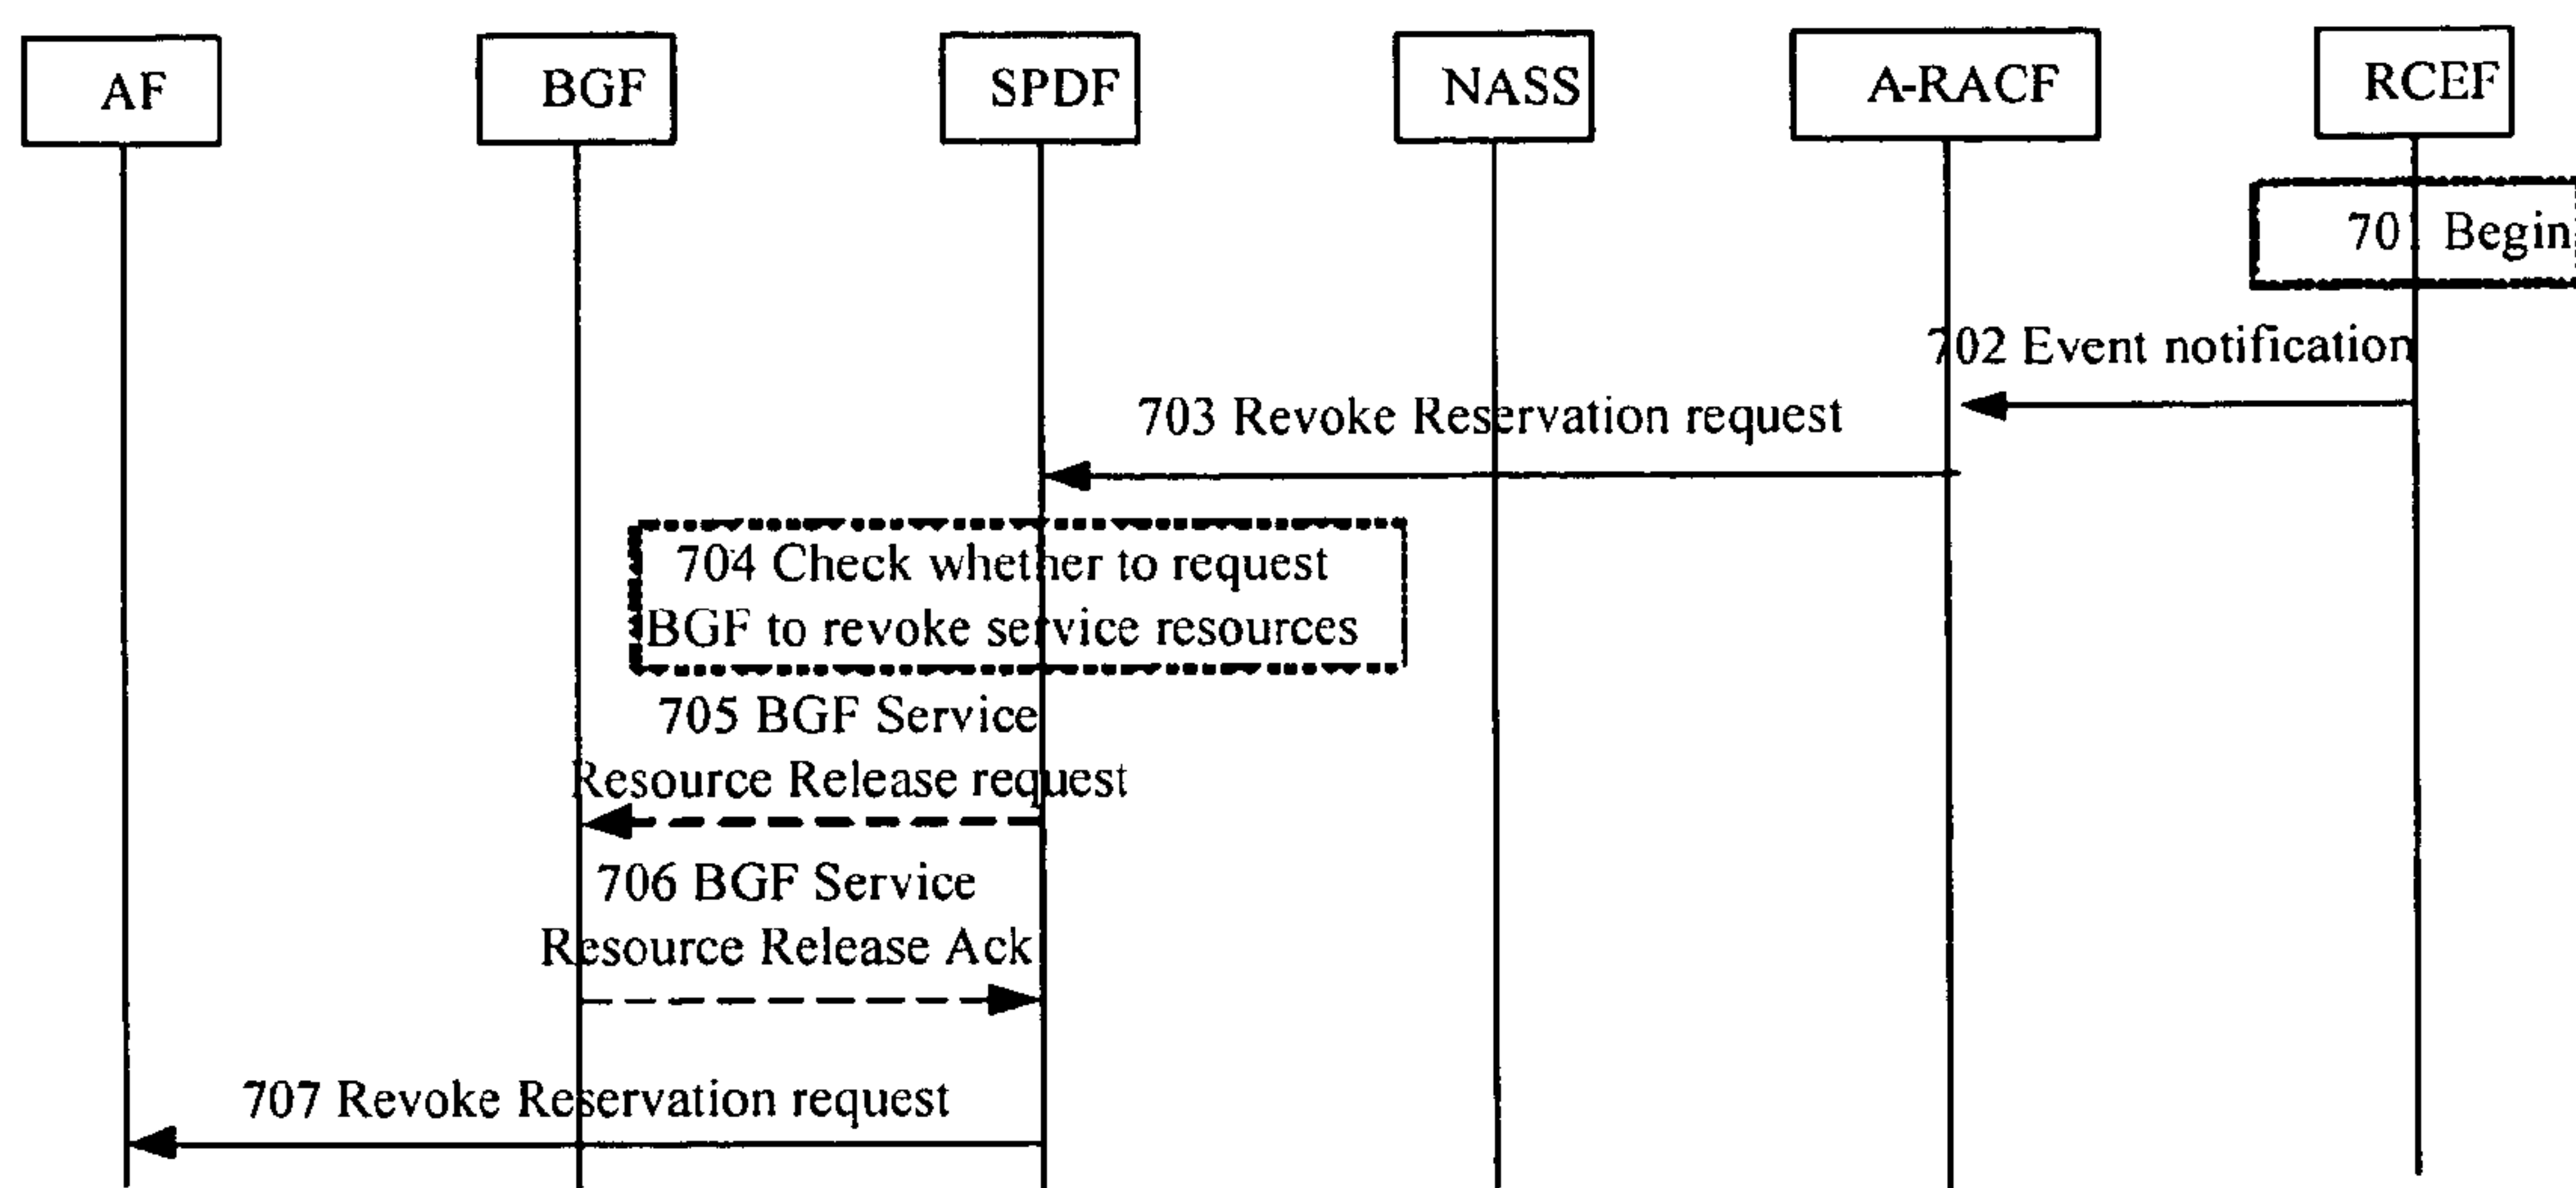 AF
BGF
SPDF
NASS
A-RACF
RCEF
701 Begin
702 Event notification
703 Revoke Reservation request
704 Check whether to request
BGF to revoke service resources
705 BGF Service
Resource Release request
706 BGF Service
Resource Release Ack
707 Revoke Reservation request